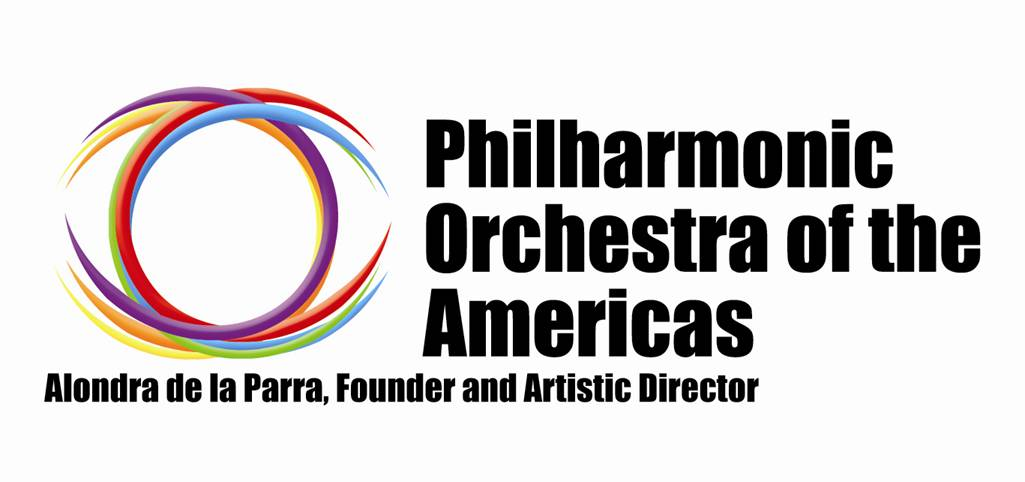 Philharmonic
Orchestra of the
Americas
Alondra de la Parra, Founder and Artistic Director